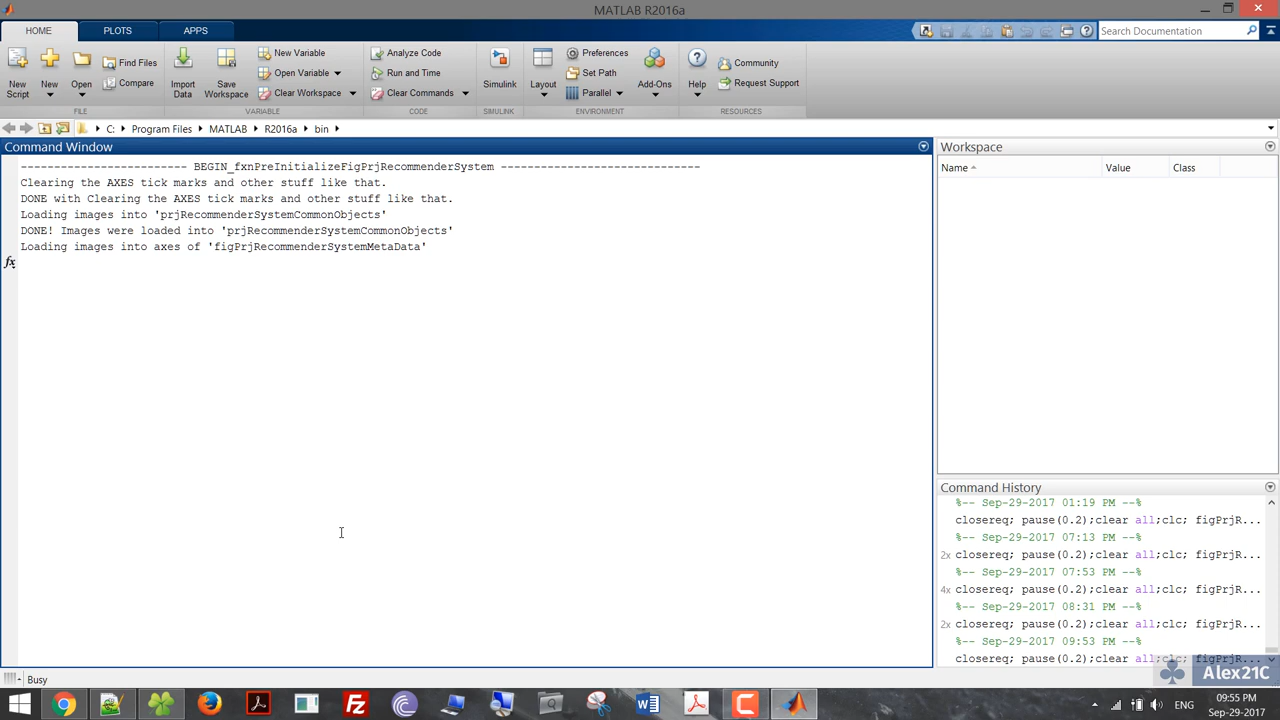 MATLAB R2016a
HOME PLOTS APPS
Search Documentation
New Script
New
Open
Find Files
Compare
Import Data
Save Workspace
New Variable
Open Variable
Clear Workspace
Analyze Code
Run and Time
Clear Commands
Simulink
Layout
Preferences
Set Path
Parallel
Add-Ons
Help
Community
Request Support
FILE VARIABLE CODE SIMULINK ENVIRONMENT RESOURCES
C: Program Files MATLAB R2016a bin
Command Window
------------------------- BEGIN_fxnPreInitializeFigPrjRecommenderSystem ------------------------------
Clearing the AXES tick marks and other stuff like that.
DONE with Clearing the AXES tick marks and other stuff like that.
Loading images into 'prjRecommenderSystemCommonObjects'
DONE! Images were loaded into 'prjRecommenderSystemCommonObjects'
Loading images into axes of 'figPrjRecommenderSystemMetaData'
fx
Workspace
Name Value Class
Command History
%-- Sep-29-2017 01:19 PM --%
closereq; pause(0.2);clear all;clc; figPrjR...
%-- Sep-29-2017 07:13 PM --%
2x closereq; pause(0.2);clear all;clc; figPrjR...
%-- Sep-29-2017 07:53 PM --%
4x closereq; pause(0.2);clear all;clc; figPrjR...
%-- Sep-29-2017 08:31 PM --%
2x closereq; pause(0.2);clear all;clc; figPrjR...
%-- Sep-29-2017 09:53 PM --%
closereq; pause(0.2);clear all;clc; figPrjR...
Busy
Alex21C
ENG
09:55 PM
Sep-29-2017